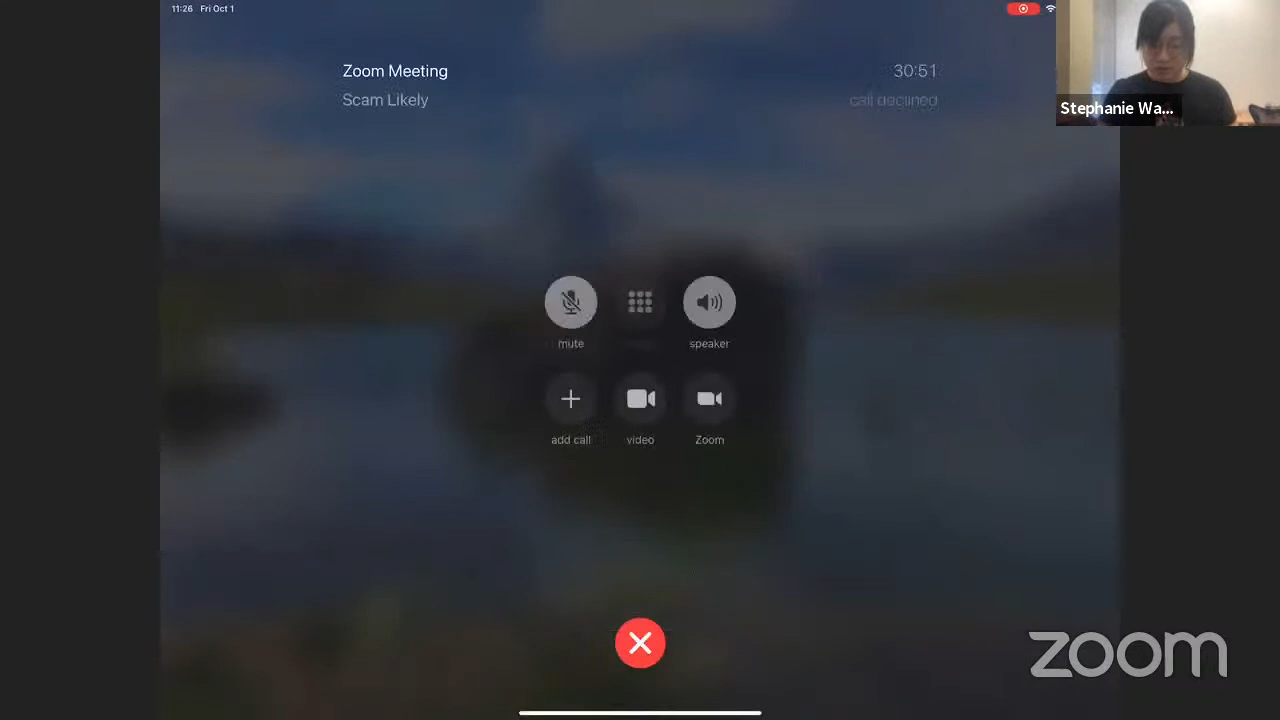 11:26 Fri Oct 1
Zoom Meeting
30:51
Scam Likely
call declined
Stephanie Wa...
mute
speaker
add call
video
Zoom
zoom